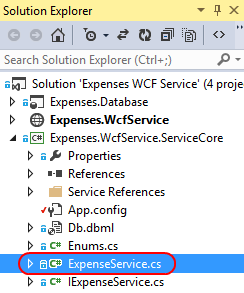 Solution Explorer
Search Solution Explorer (Ctrl+;)
Solution 'Expenses WCF Service' (4 proje
Expenses.Database
Expenses.WcfService
Expenses.WcfService.ServiceCore
Properties
References
Service References
App.config
Db.dbml
C# Enums.cs
C# ExpenseService.cs
C# IExpenseService.cs